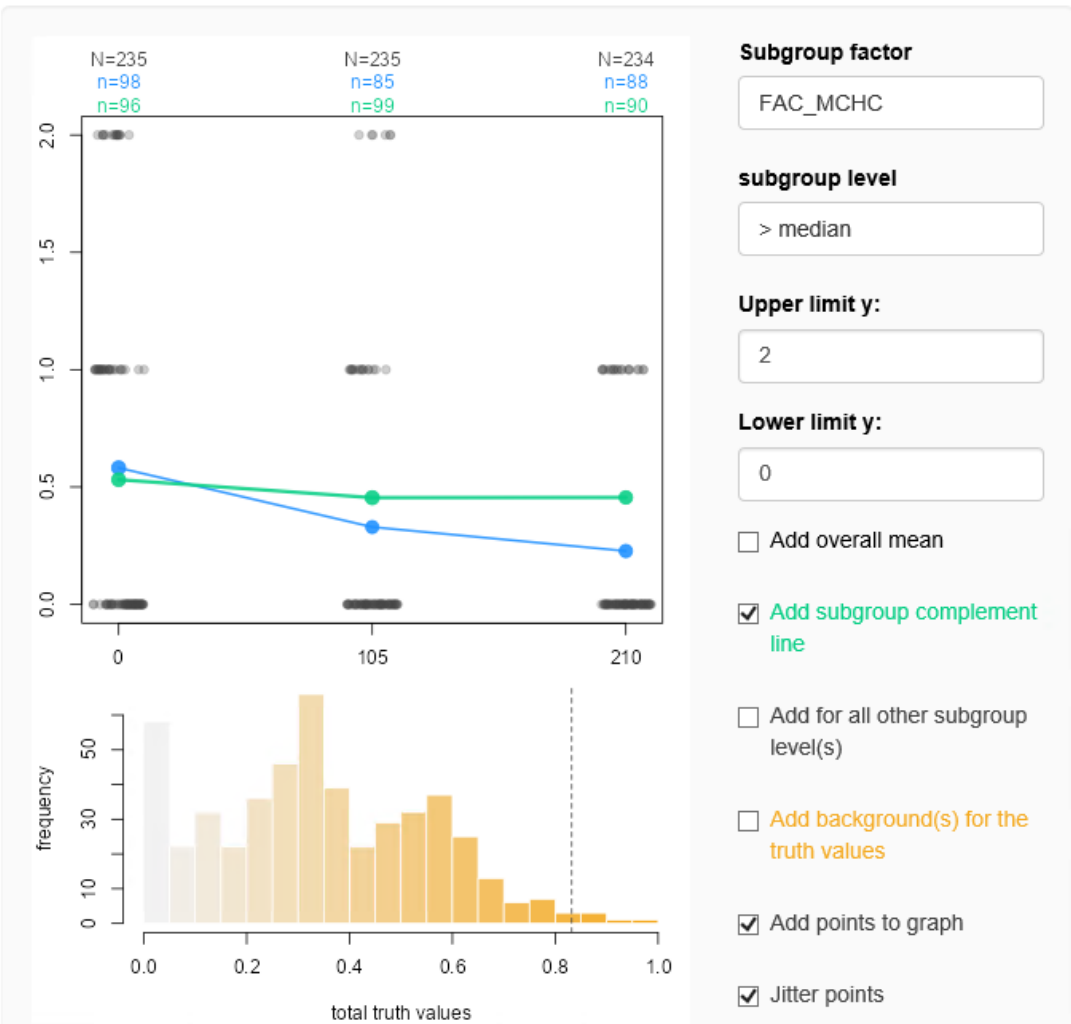 N=235 N=235 N=234
n=98 n=85 n=88
n=96 n=99 n=90
2.0
1.5
1.0
0.5
0.0
0 105 210
50
30
10
0
frequency
0.0 0.2 0.4 0.6 0.8 1.0
total truth values
Subgroup factor
FAC_MCHC
subgroup level
> median
Upper limit y:
2
Lower limit y:
0
Add overall mean
Add subgroup complement
line
Add for all other subgroup
level(s)
Add background(s) for the
truth values
Add points to graph
Jitter points